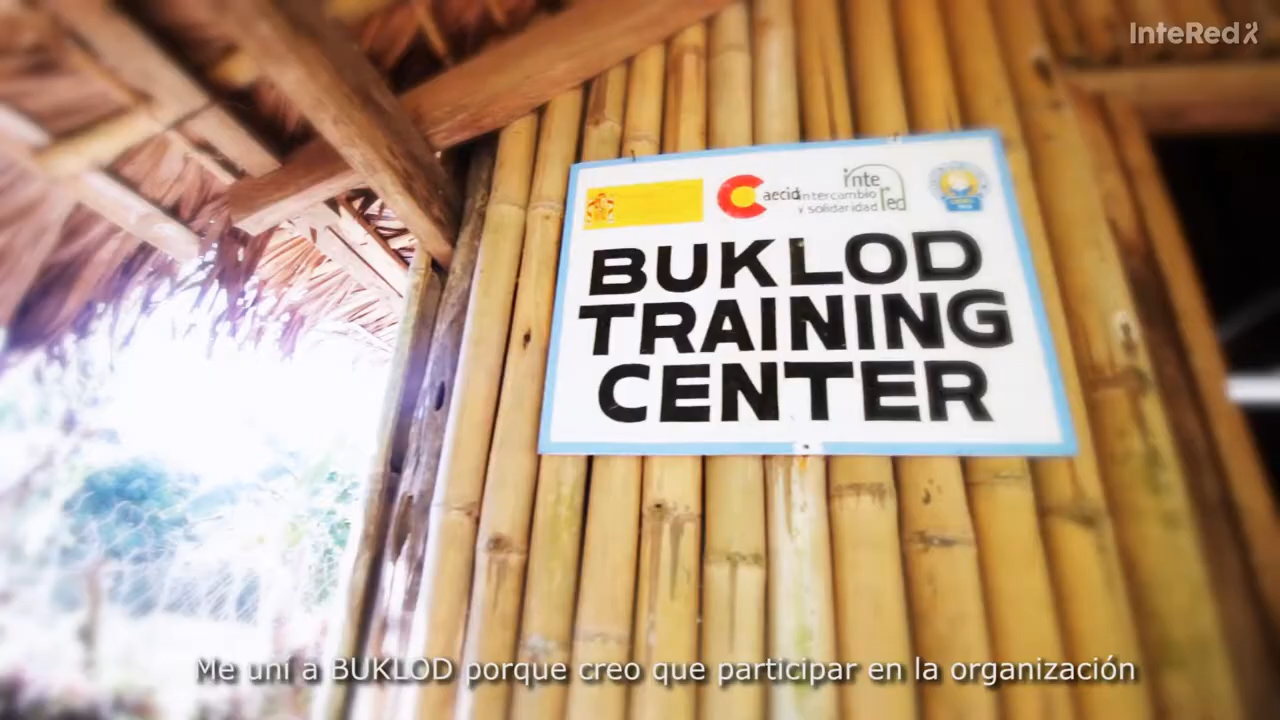 InteRed
aecid
inte
intercambio
red
y solidaridad
BUKLOD
TRAINING
CENTER
Me uní a BUKLOD porque creo que participar en la organización